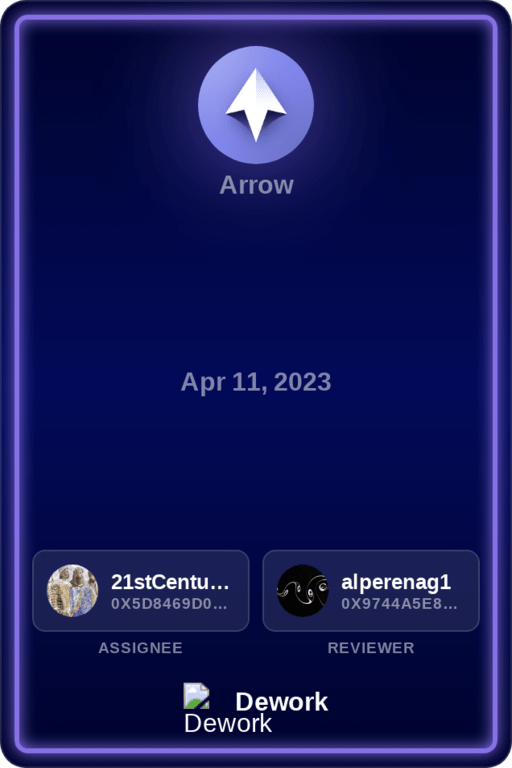 Arrow
Apr 11, 2023
21stCentu...
0X5D8469D0...
alperenag1
0X9744A5E8...
ASSIGNEE
REVIEWER
Dework
Dework